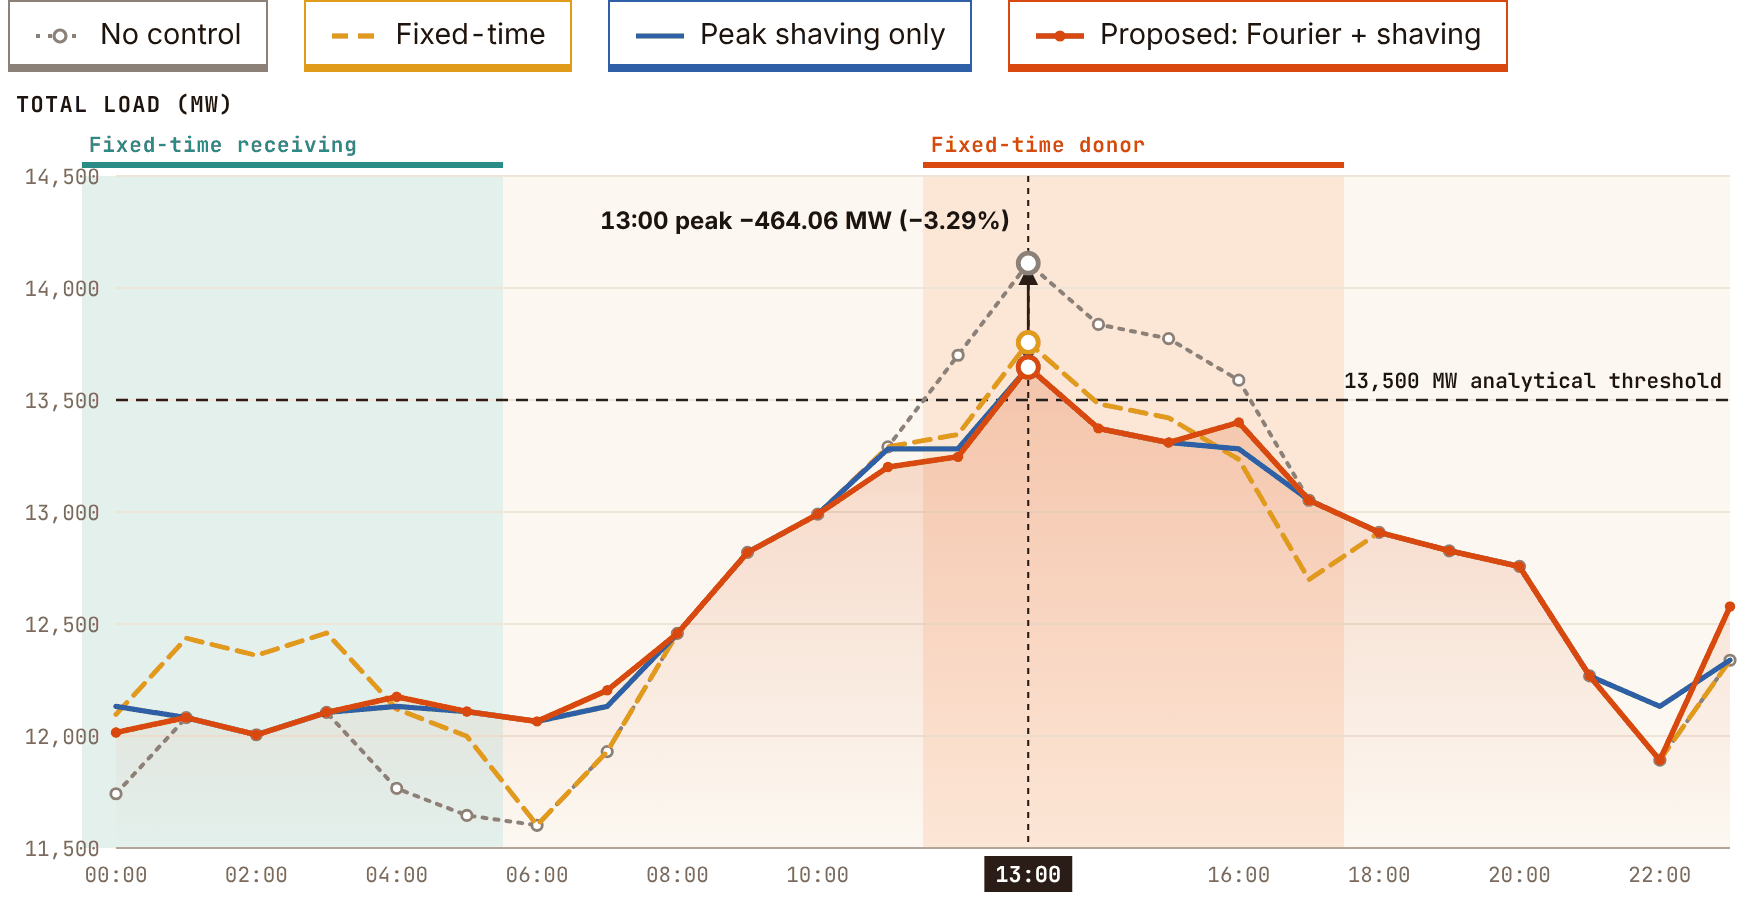 No control
Fixed-time
Peak shaving only
Proposed: Fourier + shaving
TOTAL LOAD (MW)
Fixed-time receiving
Fixed-time donor
14,500
13:00 peak −464.06 MW (−3.29%)
14,000
13,500 MW analytical threshold
13,500
13,000
12,500
12,000
11,500
00:00 02:00 04:00 06:00 08:00 10:00 13:00 16:00 18:00 20:00 22:00